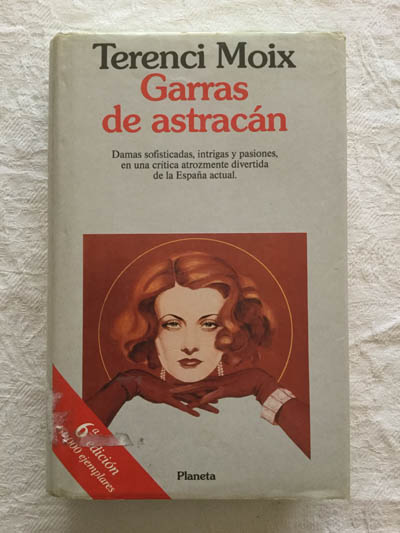 Terenci Moix
Garras
de astracán
Damas sofisticadas, intrigas y pasiones,
en una crítica atrozmente divertida
de la España actual.
6ª edición
ejemplares
Planeta